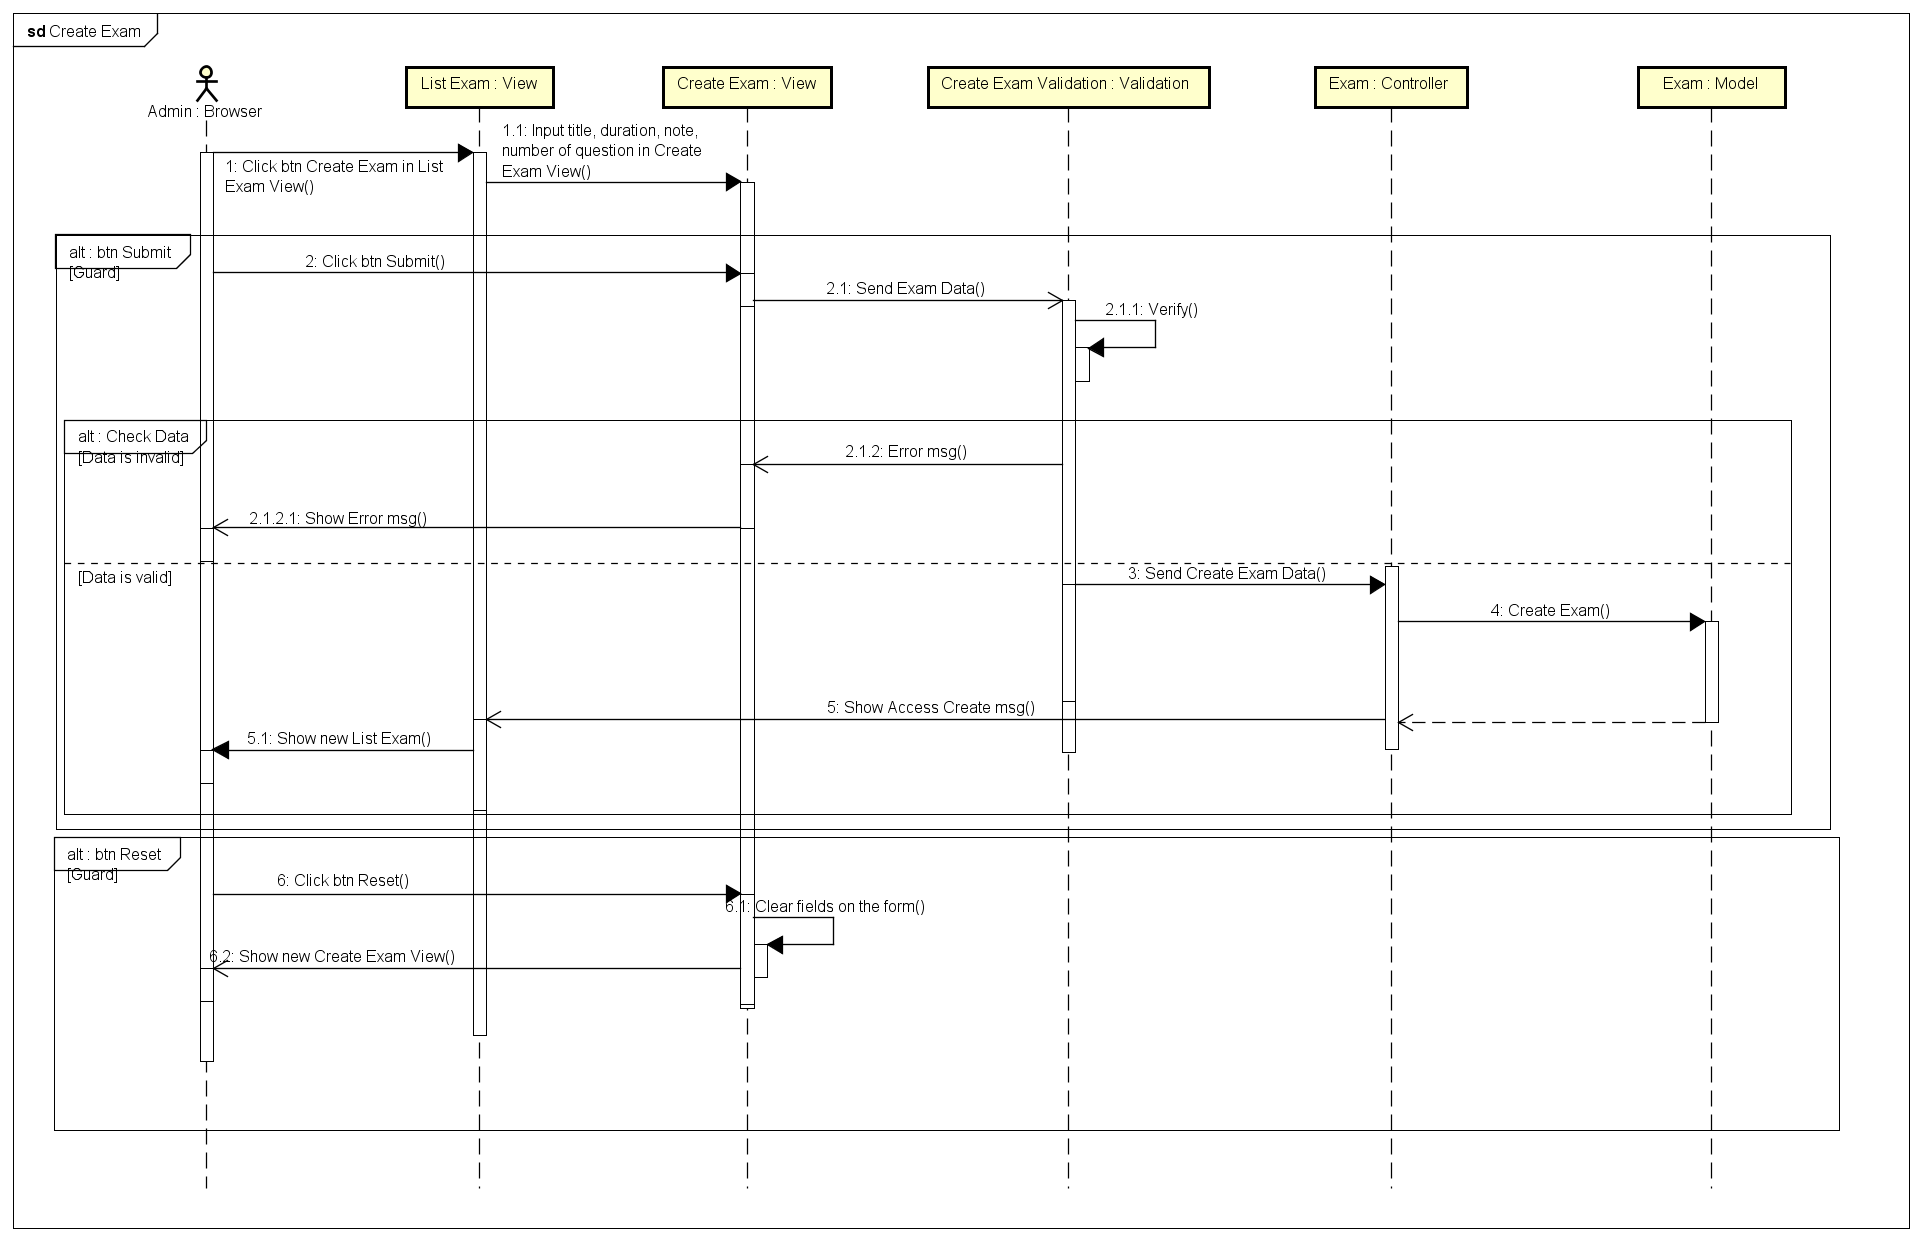 sd Create Exam
Admin : Browser
List Exam : View
Create Exam : View
Create Exam Validation : Validation
Exam : Controller
Exam : Model
1.1: Input title, duration, note,
number of question in Create
Exam View()
1: Click btn Create Exam in List
Exam View()
alt : btn Submit
[Guard]
2: Click btn Submit()
2.1: Send Exam Data()
2.1.1: Verify()
alt : Check Data
[Data is invalid]
2.1.2: Error msg()
2.1.2.1: Show Error msg()
[Data is valid]
3: Send Create Exam Data()
4: Create Exam()
5: Show Access Create msg()
5.1: Show new List Exam()
alt : btn Reset
[Guard]
6: Click btn Reset()
6.1: Clear fields on the form()
6.2: Show new Create Exam View()